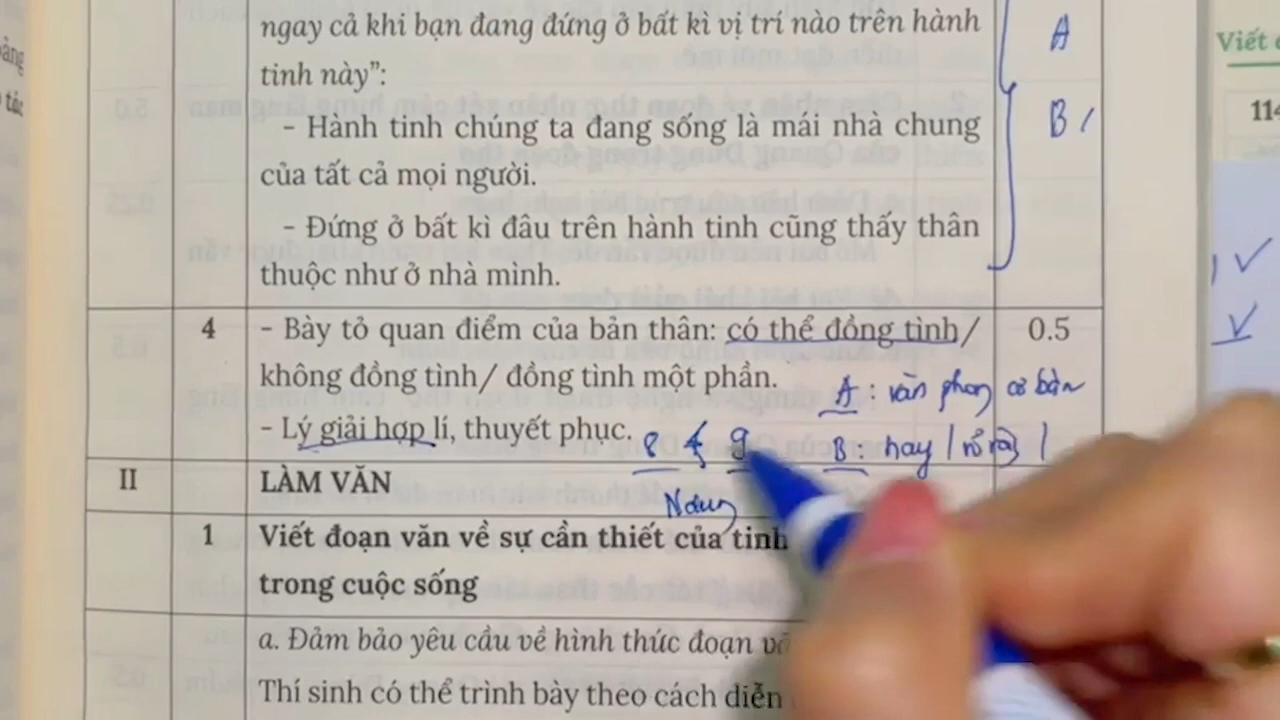 ngay cả khi bạn đang đứng ở bất kì vị trí nào trên hành
tinh này”:
A
– Hành tinh chúng ta đang sống là mái nhà chung
của tất cả mọi người.
B
– Đứng ở bất kì đâu trên hành tinh cũng thấy thân
thuộc như ở nhà mình.
4
– Bày tỏ quan điểm của bản thân: có thể đồng tình/
0.5
không đồng tình/ đồng tình một phần.
A : văn phong cơ bản
– Lý giải hợp lí, thuyết phục.
8
9
B : hay / rõ ràng /
II
LÀM VĂN
1
Viết đoạn văn về sự cần thiết của tinh
trong cuộc sống
a. Đảm bảo yêu cầu về hình thức đoạn
Thí sinh có thể trình bày theo cách diễn
Viết
114